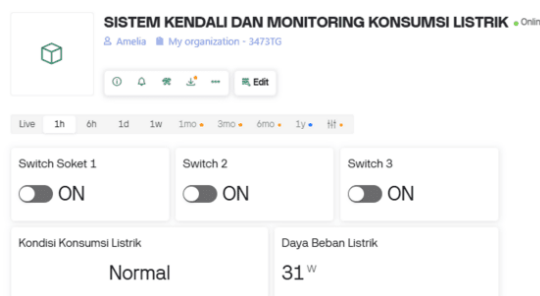 SISTEM KENDALI DAN MONITORING KONSUMSI LISTRIK Onlin
Amelia My organization - 3473TG
Edit
Live 1h 6h 1d 1w 1mo 3mo 6mo 1y
Switch Soket 1 Switch 2 Switch 3
ON ON ON
Kondisi Konsumsi Listrik Daya Beban Listrik
Normal 31 W